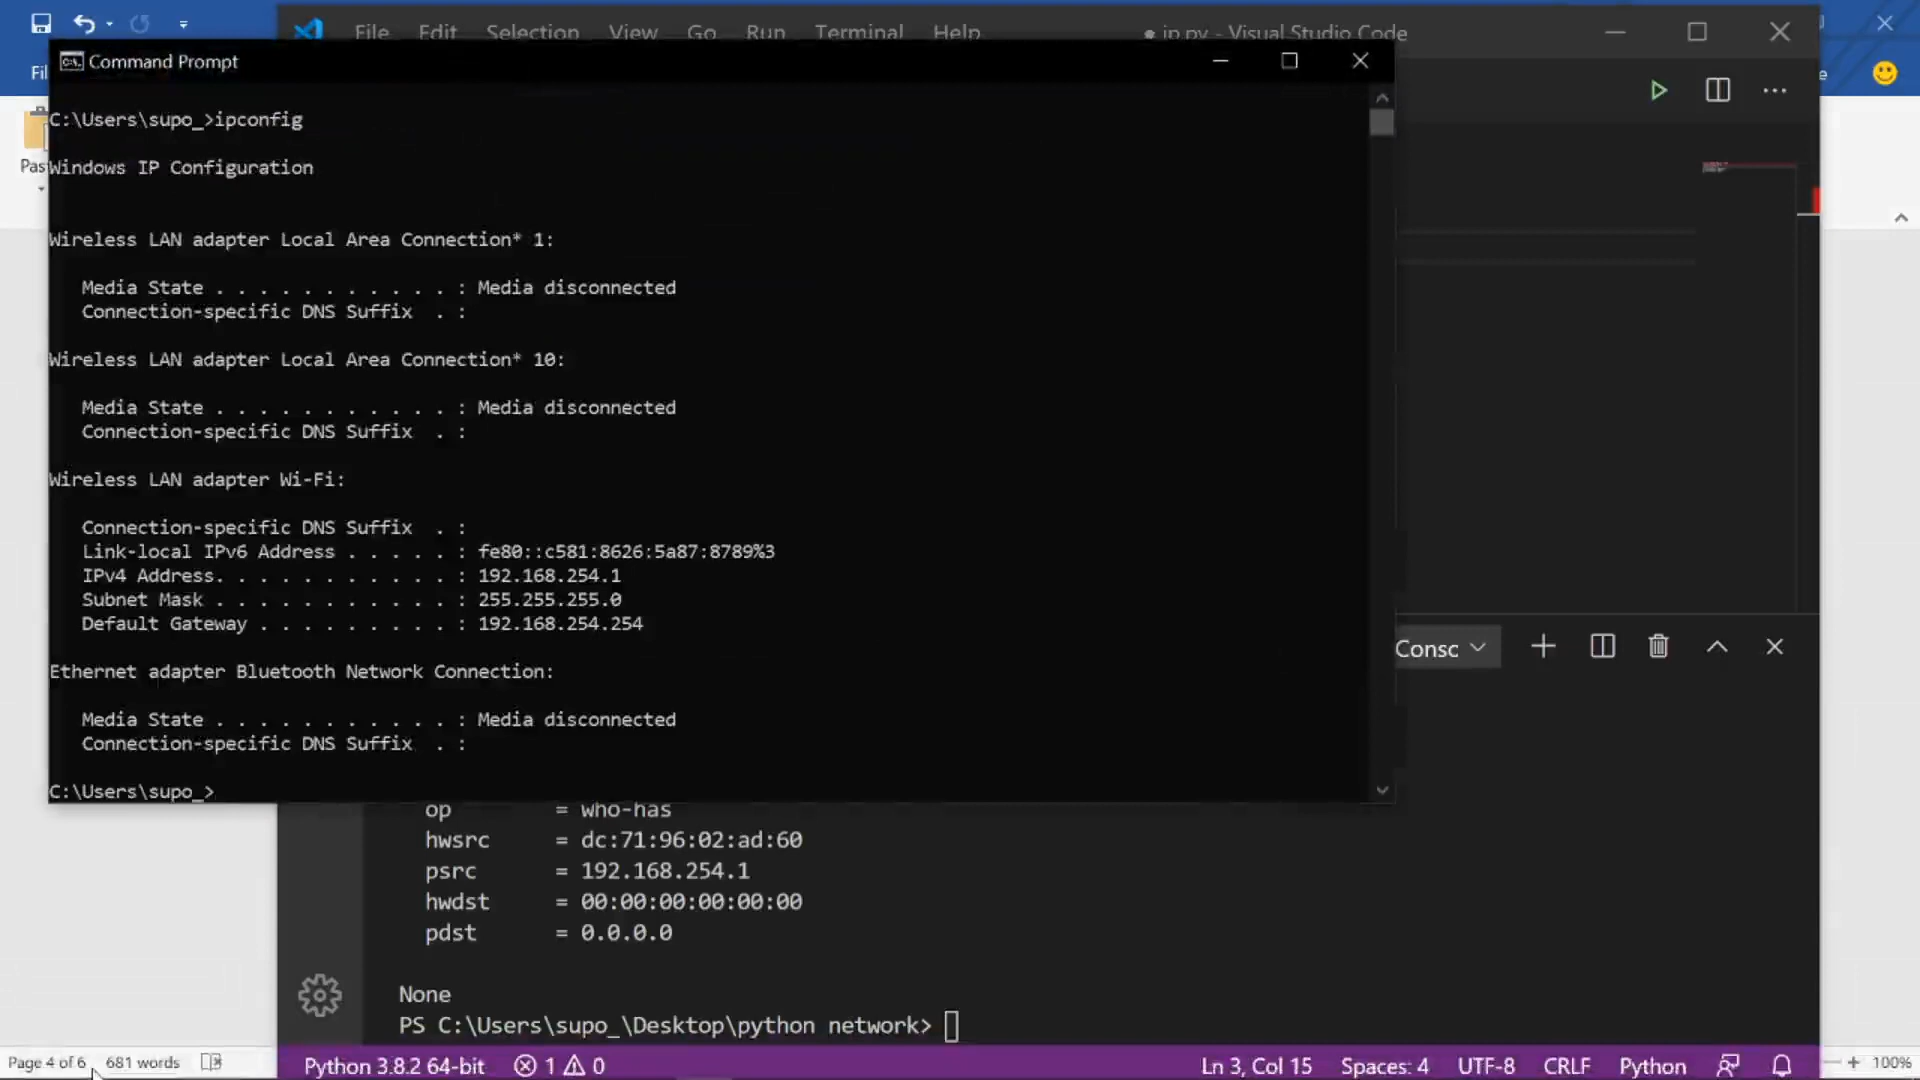 File Edit Selection View Go Run Terminal Help ● ip.py - Visual Studio Code
Command Prompt
C:\Users\supo_>ipconfig
Windows IP Configuration
Wireless LAN adapter Local Area Connection* 1:
Media State . . . . . . . . . . . : Media disconnected
Connection-specific DNS Suffix . :
Wireless LAN adapter Local Area Connection* 10:
Media State . . . . . . . . . . . : Media disconnected
Connection-specific DNS Suffix . :
Wireless LAN adapter Wi-Fi:
Connection-specific DNS Suffix . :
Link-local IPv6 Address . . . . . : fe80::c581:8626:5a87:8789%3
IPv4 Address. . . . . . . . . . . : 192.168.254.1
Subnet Mask . . . . . . . . . . . : 255.255.255.0
Default Gateway . . . . . . . . . : 192.168.254.254
Ethernet adapter Bluetooth Network Connection:
Media State . . . . . . . . . . . : Media disconnected
Connection-specific DNS Suffix . :
C:\Users\supo_>
Consc
op = who-has
hwsrc = dc:71:96:02:ad:60
psrc = 192.168.254.1
hwdst = 00:00:00:00:00:00
pdst = 0.0.0.0
None
PS C:\Users\supo_\Desktop\python network>
Python 3.8.2 64-bit 1 0 Ln 3, Col 15 Spaces: 4 UTF-8 CRLF Python
Page 4 of 6 681 words 100%